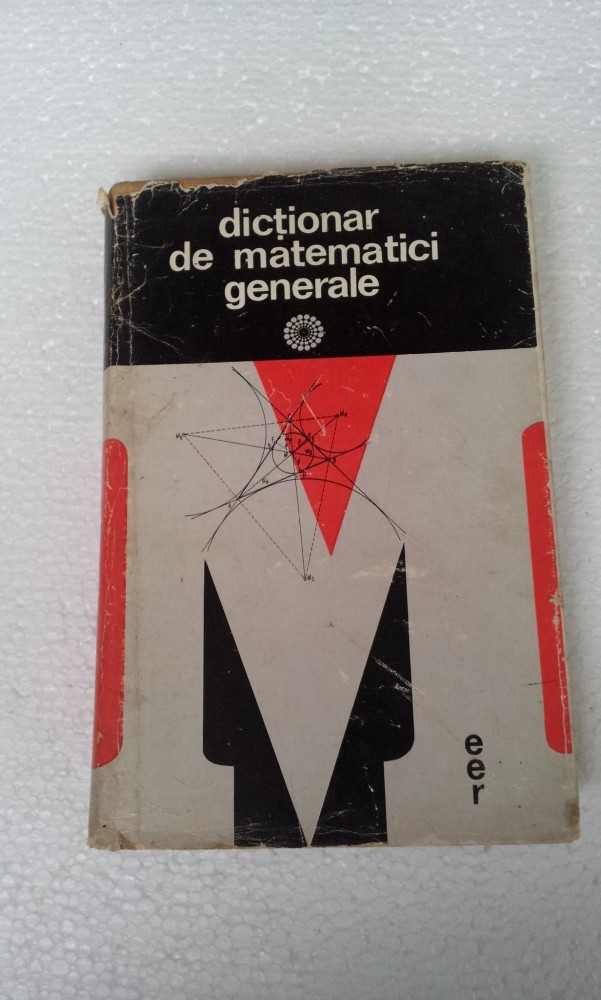 dicționar
de matematici
generale
e
e
r